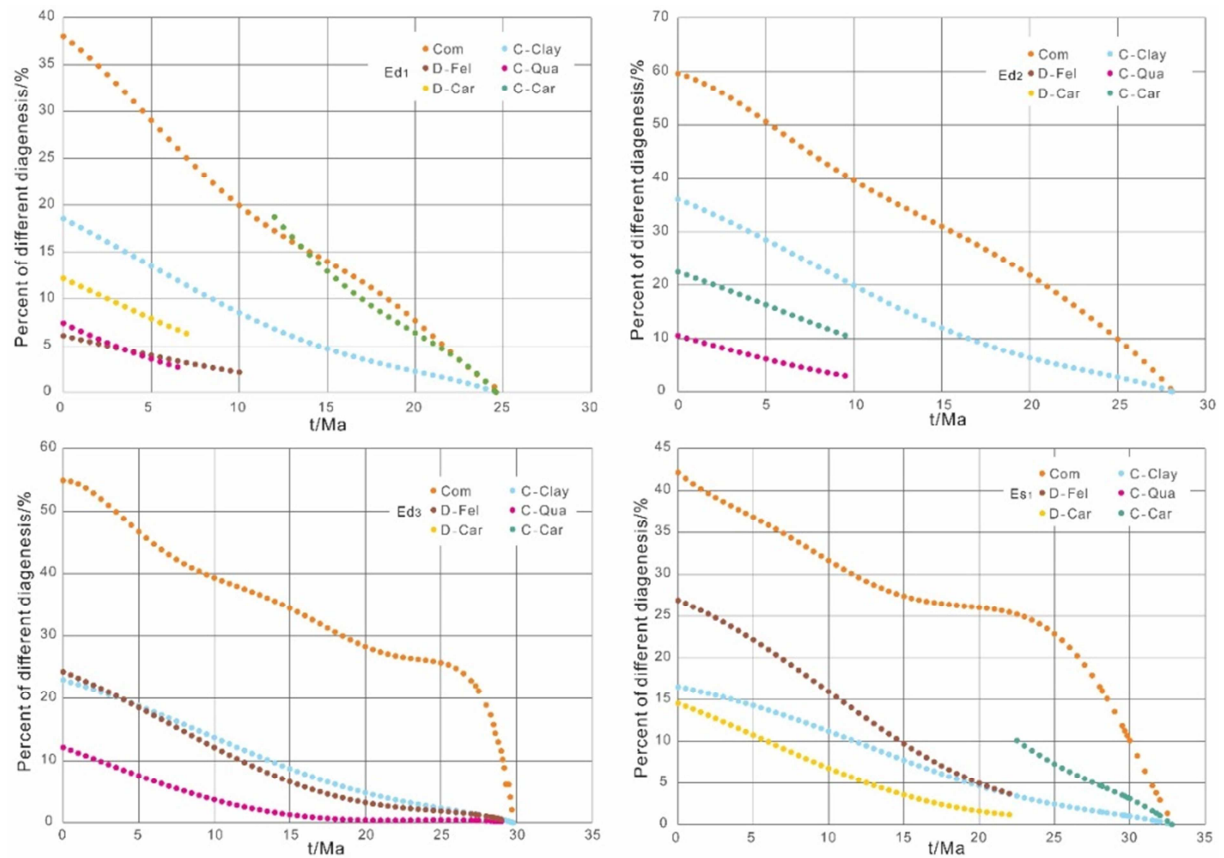 Percent of different diagenesis/%
40
35
30
25
20
15
10
5
0
Ed1
Com
D-Fel
D-Car
C-Clay
C-Qua
C-Car
0 5 10 15 20 25 30
t/Ma
Percent of different diagenesis/%
70
60
50
40
30
20
10
0
Ed2
Com
D-Fel
D-Car
C-Clay
C-Qua
C-Car
0 5 10 15 20 25 30
t/Ma
Percent of different diagenesis/%
60
50
40
30
20
10
0
Ed3
Com
D-Fel
D-Car
C-Clay
C-Qua
C-Car
0 5 10 15 20 25 30 35
t/Ma
Percent of different diagenesis/%
45
40
35
30
25
20
15
10
5
0
Es1
Com
D-Fel
D-Car
C-Clay
C-Qua
C-Car
0 5 10 15 20 25 30 35
t/Ma